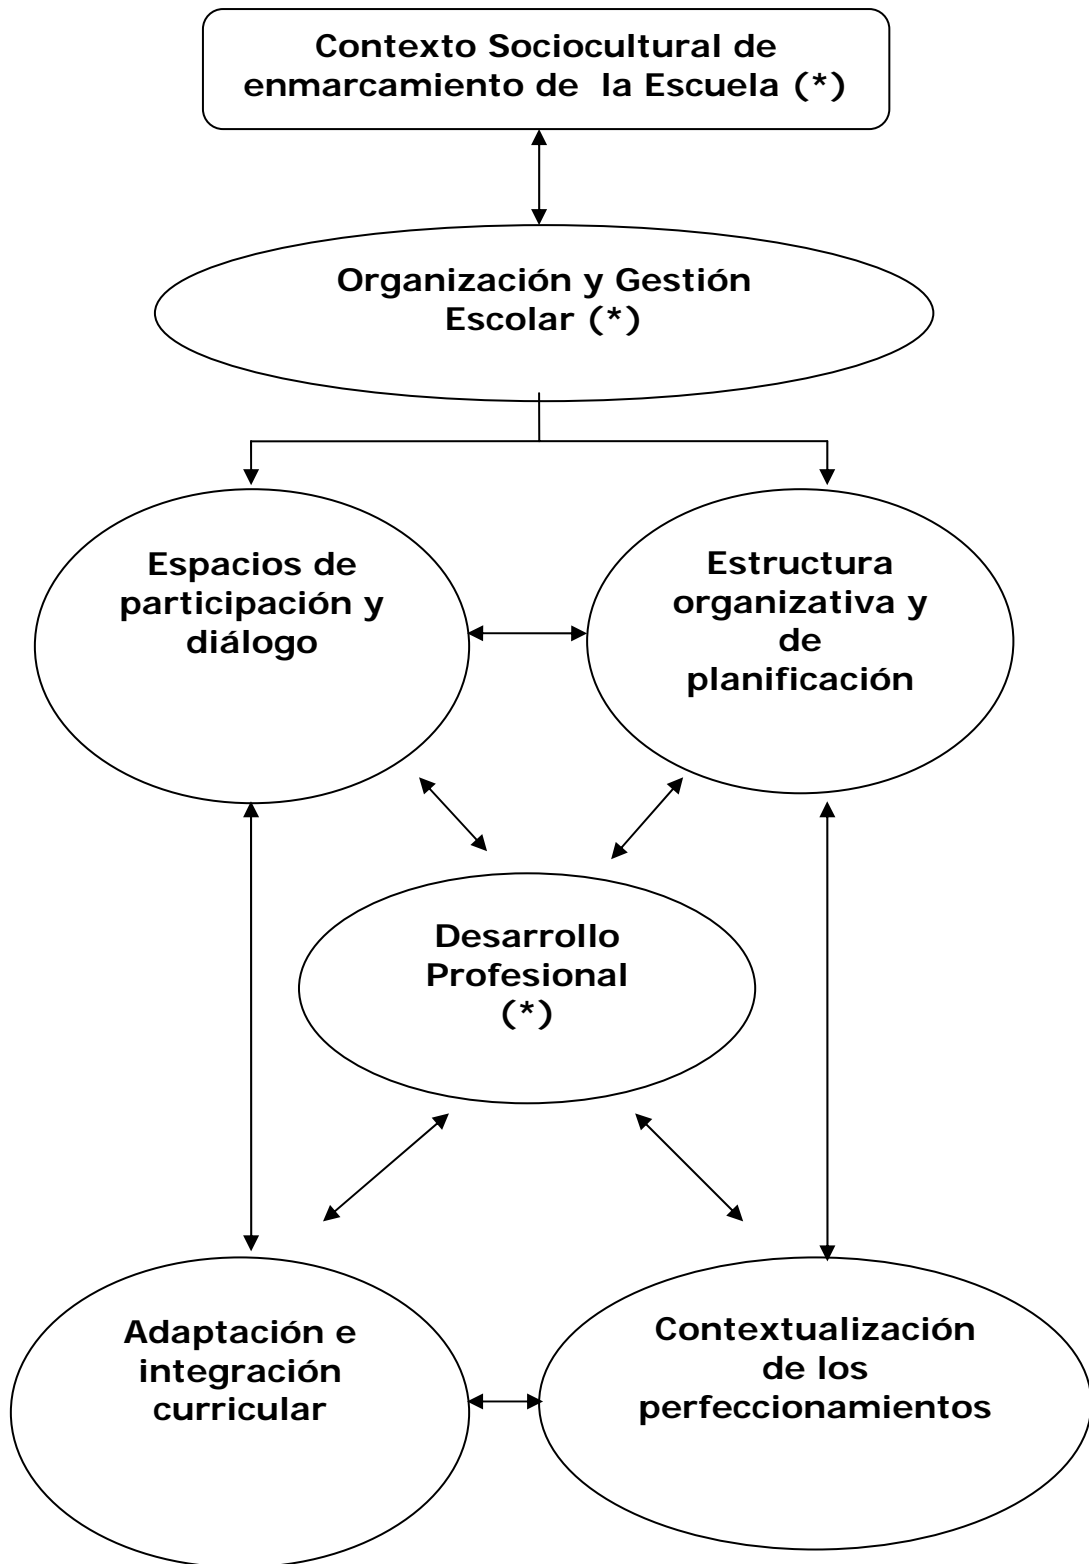 Contexto Sociocultural de
enmarcamiento de la Escuela (*)
Organización y Gestión
Escolar (*)
Espacios de
participación y
diálogo
Estructura
organizativa y
de
planificación
Desarrollo
Profesional
(*)
Adaptación e
integración
curricular
Contextualización
de los
perfeccionamientos